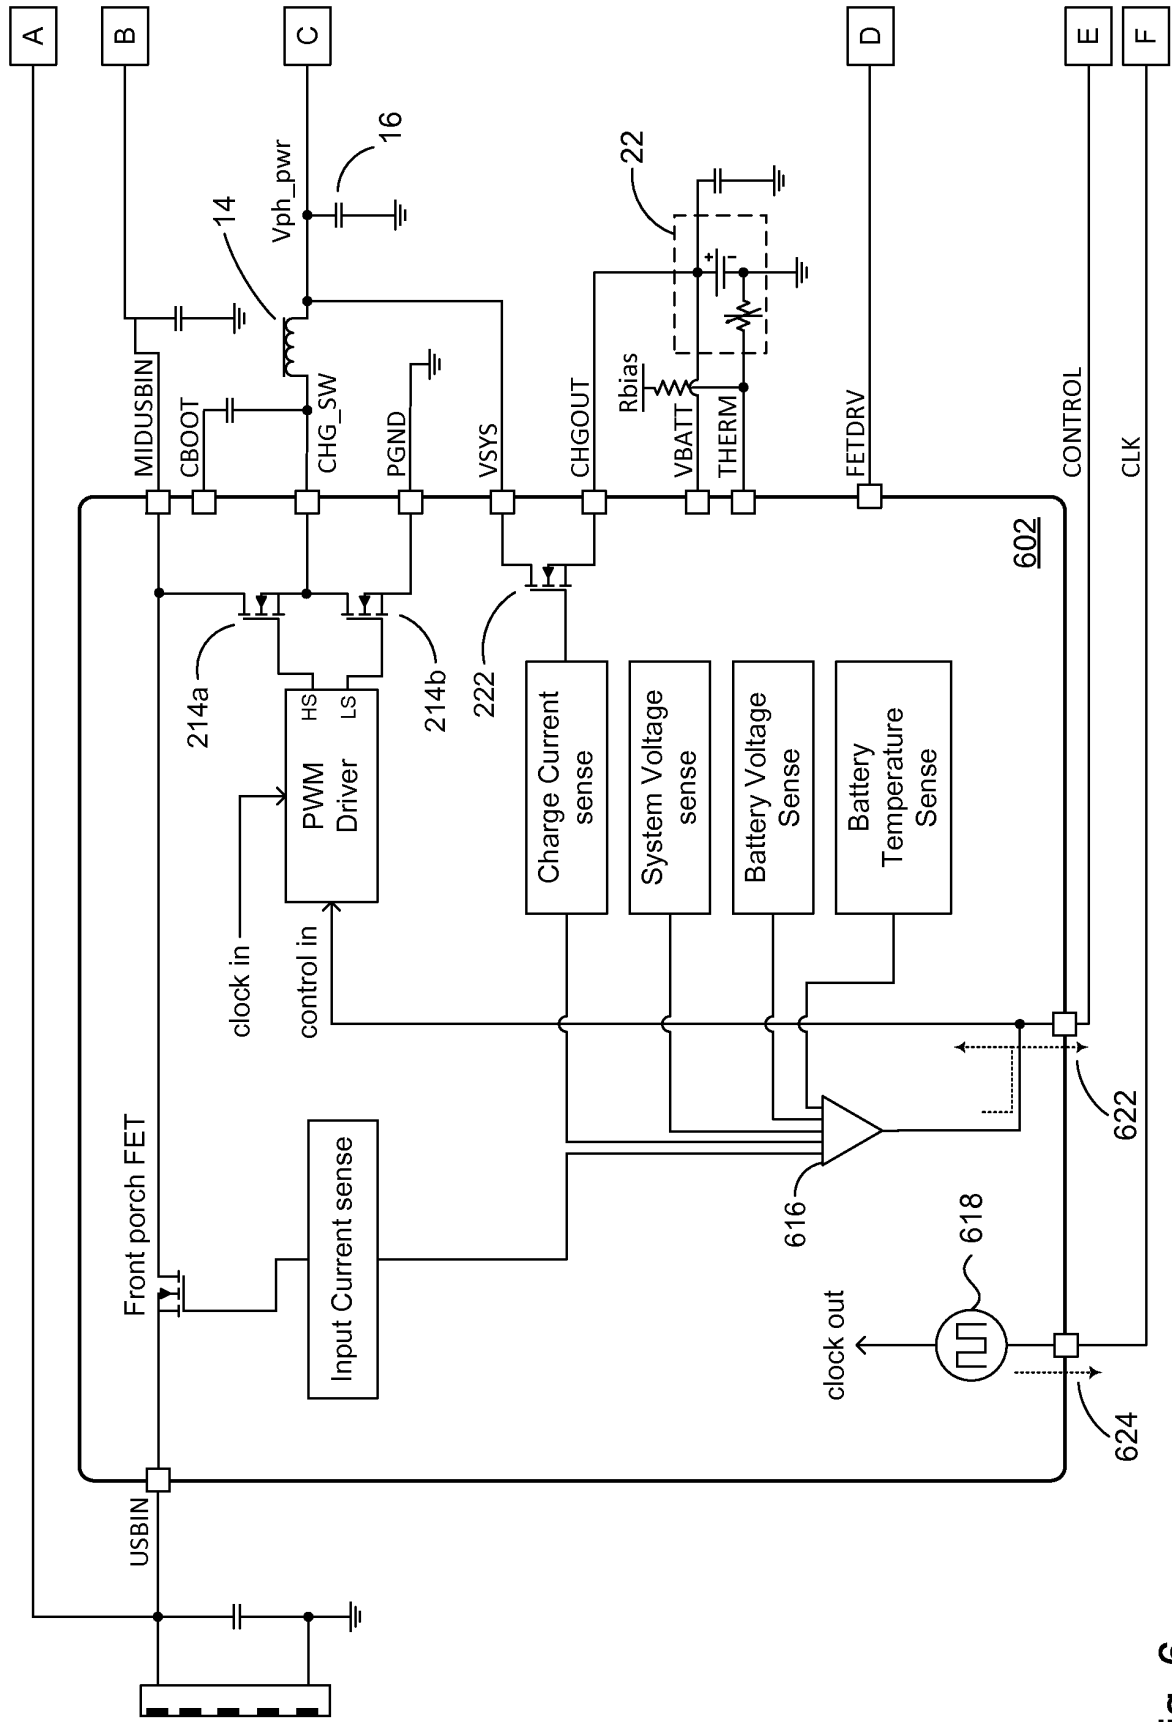 A
B
C
D
E
F
MIDUSBIN
CBOOT
CHG_SW
PGND
VSYS
CHGOUT
VBATT
THERM
FETDRV
CONTROL
CLK
14
Vph_pwr
16
22
Rbias
+
-
602
214a
214b
222
HS
LS
PWM
Driver
clock in
control in
Charge Current
sense
System Voltage
sense
Battery Voltage
Sense
Battery
Temperature
Sense
Front porch FET
Input Current sense
616
618
622
624
clock out
USBIN